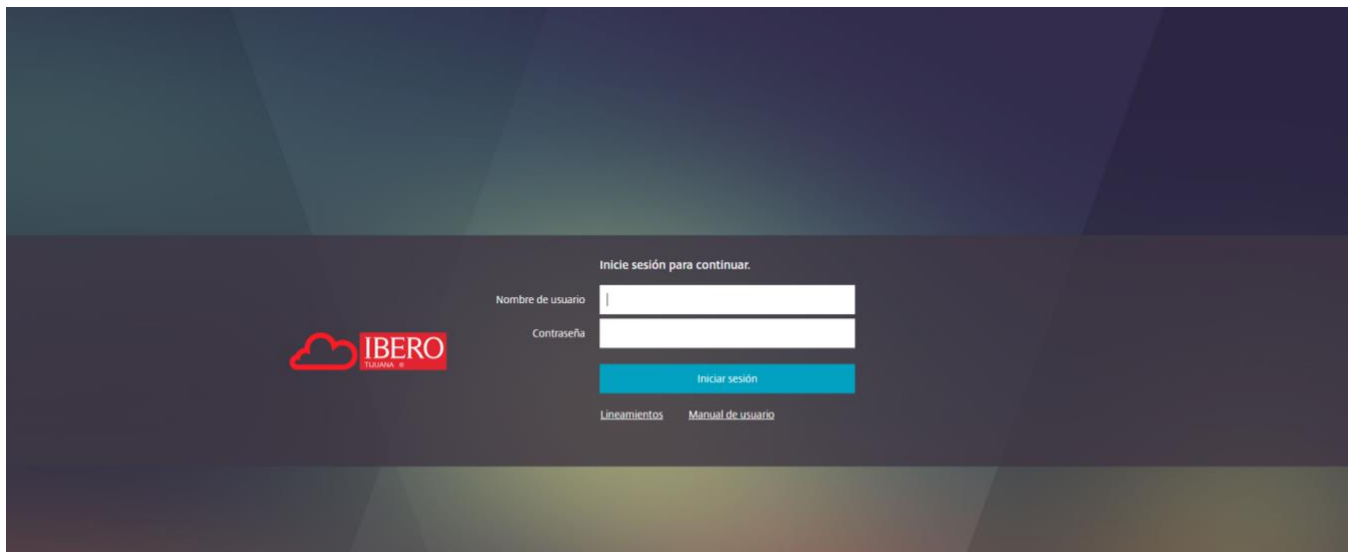 Inicie sesión para continuar.
Nombre de usuario
Contraseña
IBERO
TIJUANA ®
Iniciar sesión
Lineamientos Manual de usuario